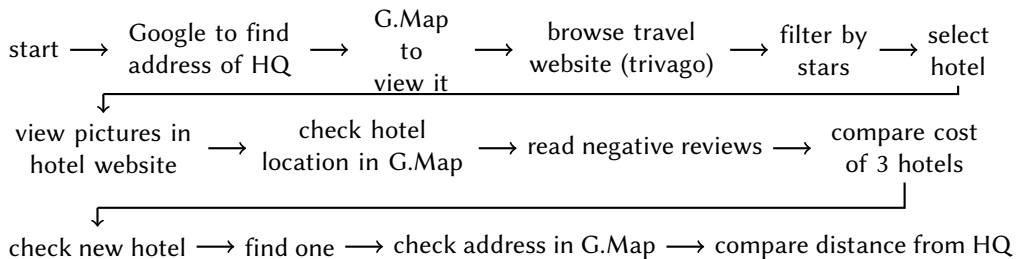 start
Google to find
address of HQ
G.Map
to
view it
browse travel
website (trivago)
filter by
stars
select
hotel
view pictures in
hotel website
check hotel
location in G.Map
read negative reviews
compare cost
of 3 hotels
check new hotel
find one
check address in G.Map
compare distance from HQ